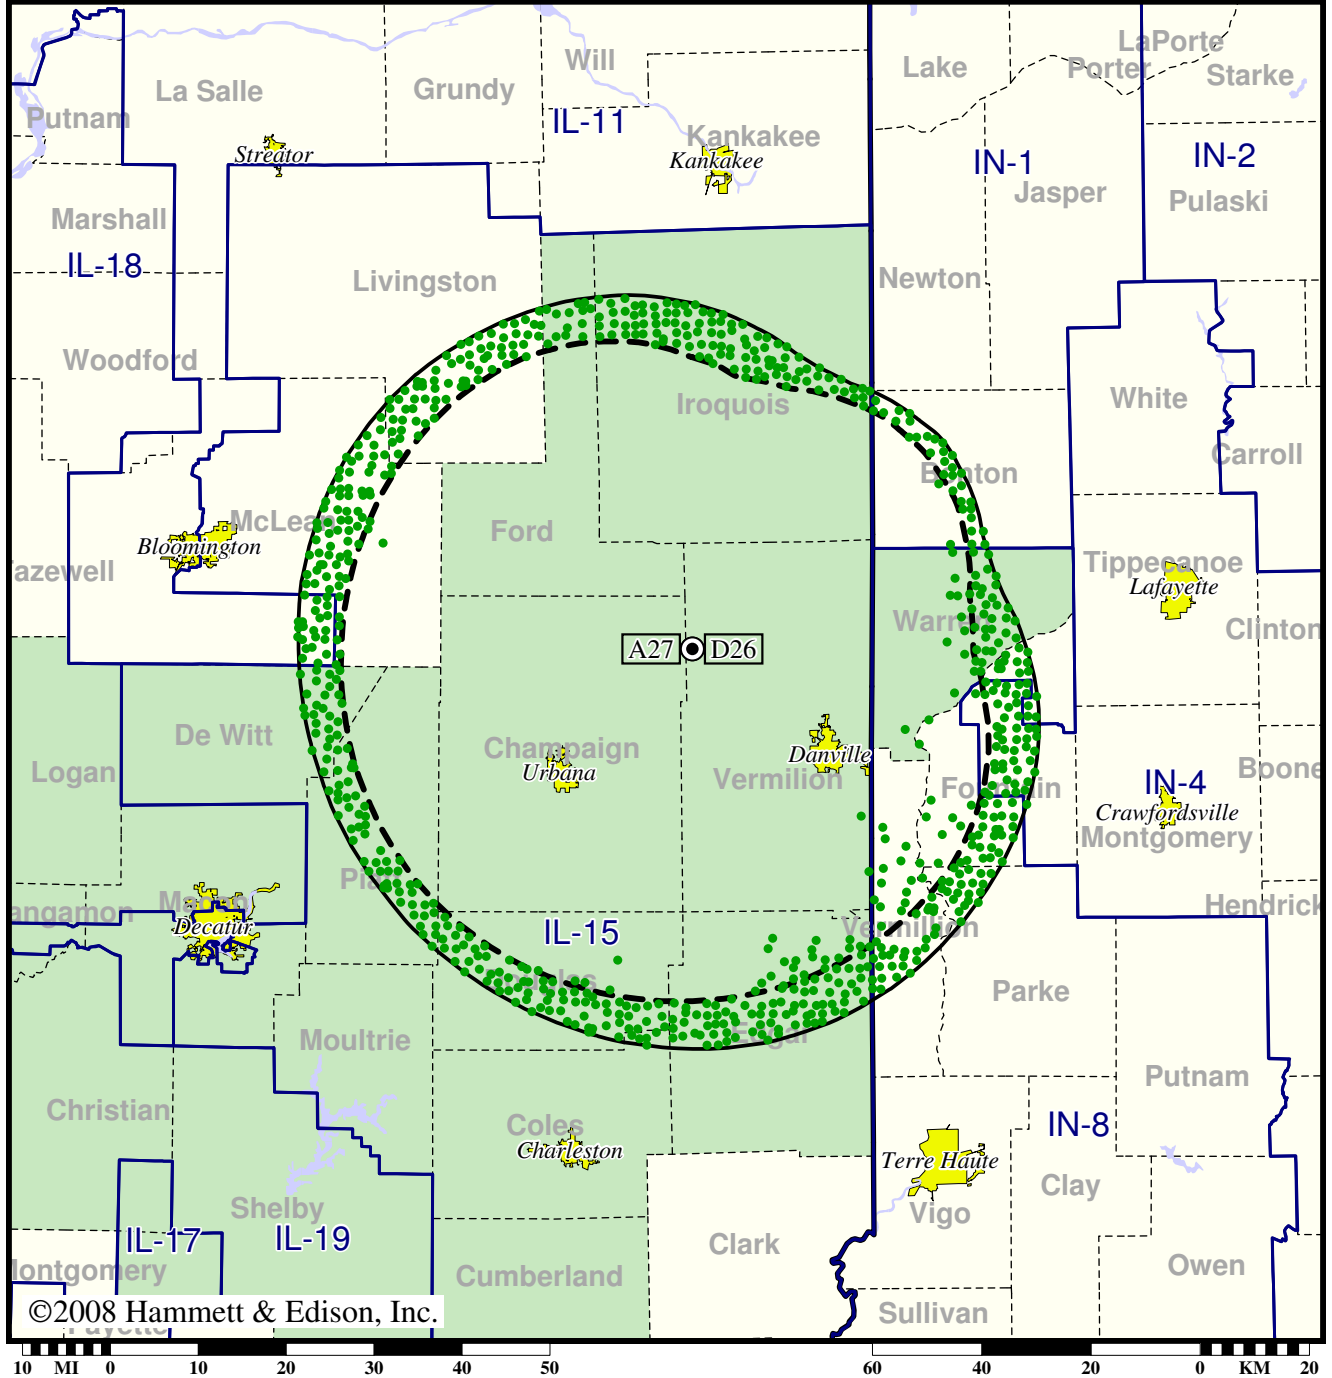 LaPorte
Will
Lake
Porter
Starke
La Salle
Grundy
Putnam
IL-11
Kankakee
Streator
Kankakee
IN-1
IN-2
Jasper
Pulaski
Marshall
IL-18
Livingston
Newton
Woodford
White
Iroquois
Carroll
Benton
McLean
Ford
Bloomington
Tazewell
Tippecanoe
Lafayette
Warren
Clinton
A27 D26
De Witt
Champaign
Danville
Logan
Urbana
Vermilion
Boone
IN-4
Fountain
Crawfordsville
Montgomery
Piatt
Macon
angamon
Hendrick
Decatur
IL-15
Vermillion
Douglas
Parke
Edgar
Moultrie
Putnam
Christian
Coles
IN-8
Charleston
Terre Haute
Clay
Shelby
Vigo
IL-17
IL-19
Clark
Montgomery
Cumberland
Owen
©2008 Hammett & Edison, Inc.
Sullivan
Fayette
10 MI 0 10 20 30 40 50 60 40 20 0 KM 20